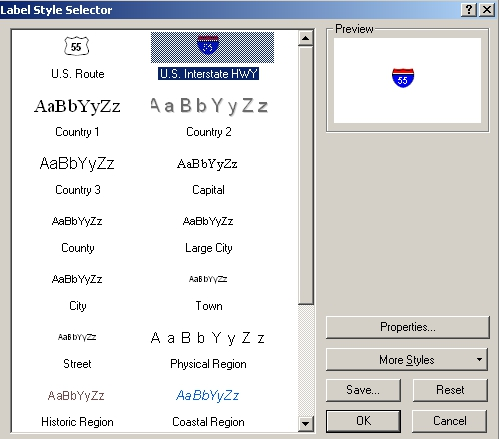 Label Style Selector
55
55
U.S. Route
U.S. Interstate HWY
AaBbYyZz
AaBbYyZz
Country 1
Country 2
AaBbYyZz
AaBbYyZz
Country 3
Capital
AaBbYyZz
AaBbYyZz
County
Large City
AaBbYyZz
AaBbYyZz
City
Town
AaBbYyZz
AaBbYyZz
Street
Physical Region
AaBbYyZz
AaBbYyZz
Historic Region
Coastal Region
Preview
55
Properties...
More Styles
Save...
Reset
OK
Cancel